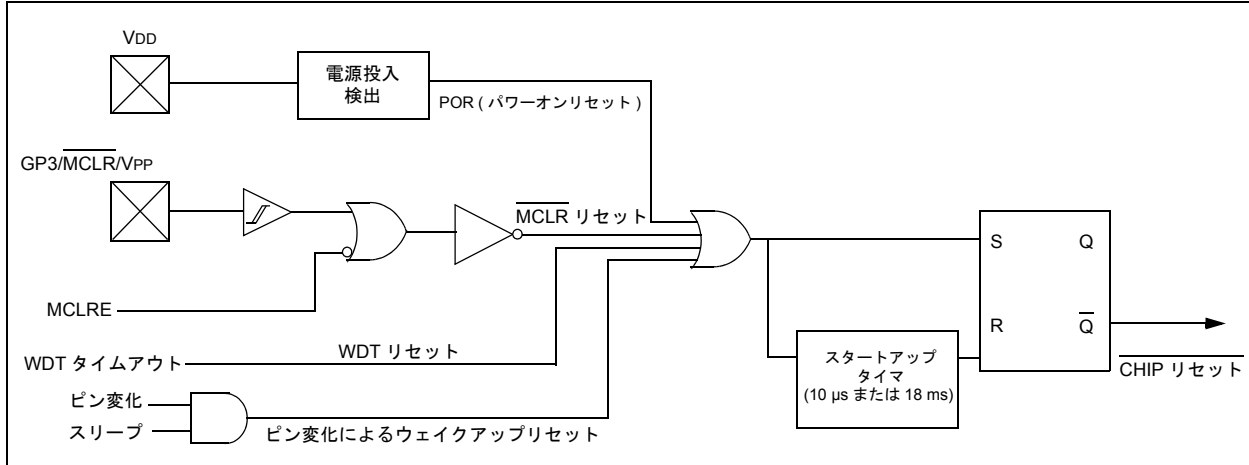 VDD
電源投入
検出
POR ( パワーオンリセット )
GP3/MCLR/VPP
MCLR リセット
MCLRE
WDT タイムアウト
WDT リセット
ピン変化
スリープ
ピン変化によるウェイクアップリセット
S Q
R Q
スタートアップ
タイマ
(10 μs または 18 ms)
CHIP リセット